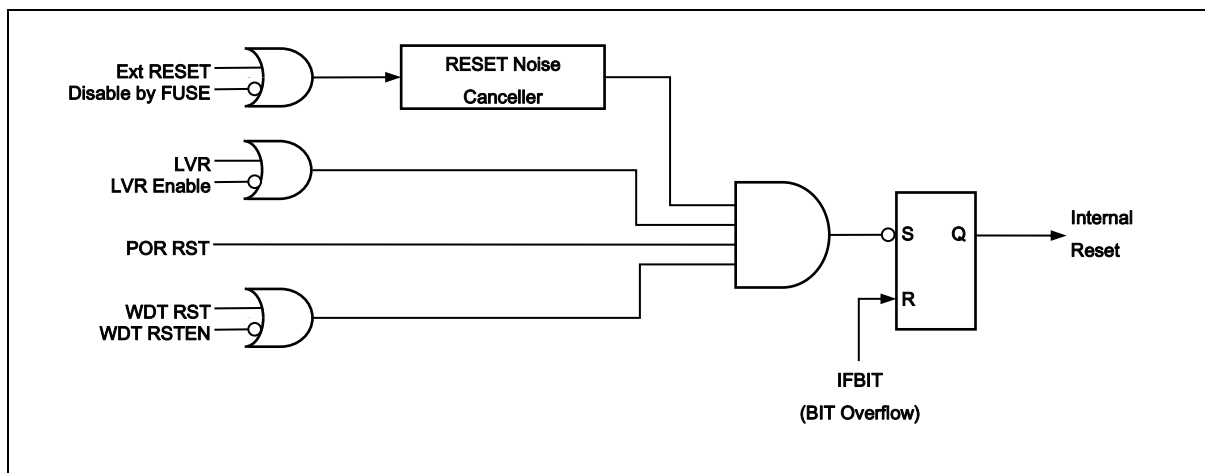 Ext RESET
Disable by FUSE
RESET Noise
Canceller
LVR
LVR Enable
POR RST
WDT RST
WDT RSTEN
S
Q
R
Internal
Reset
IFBIT
(BIT Overflow)